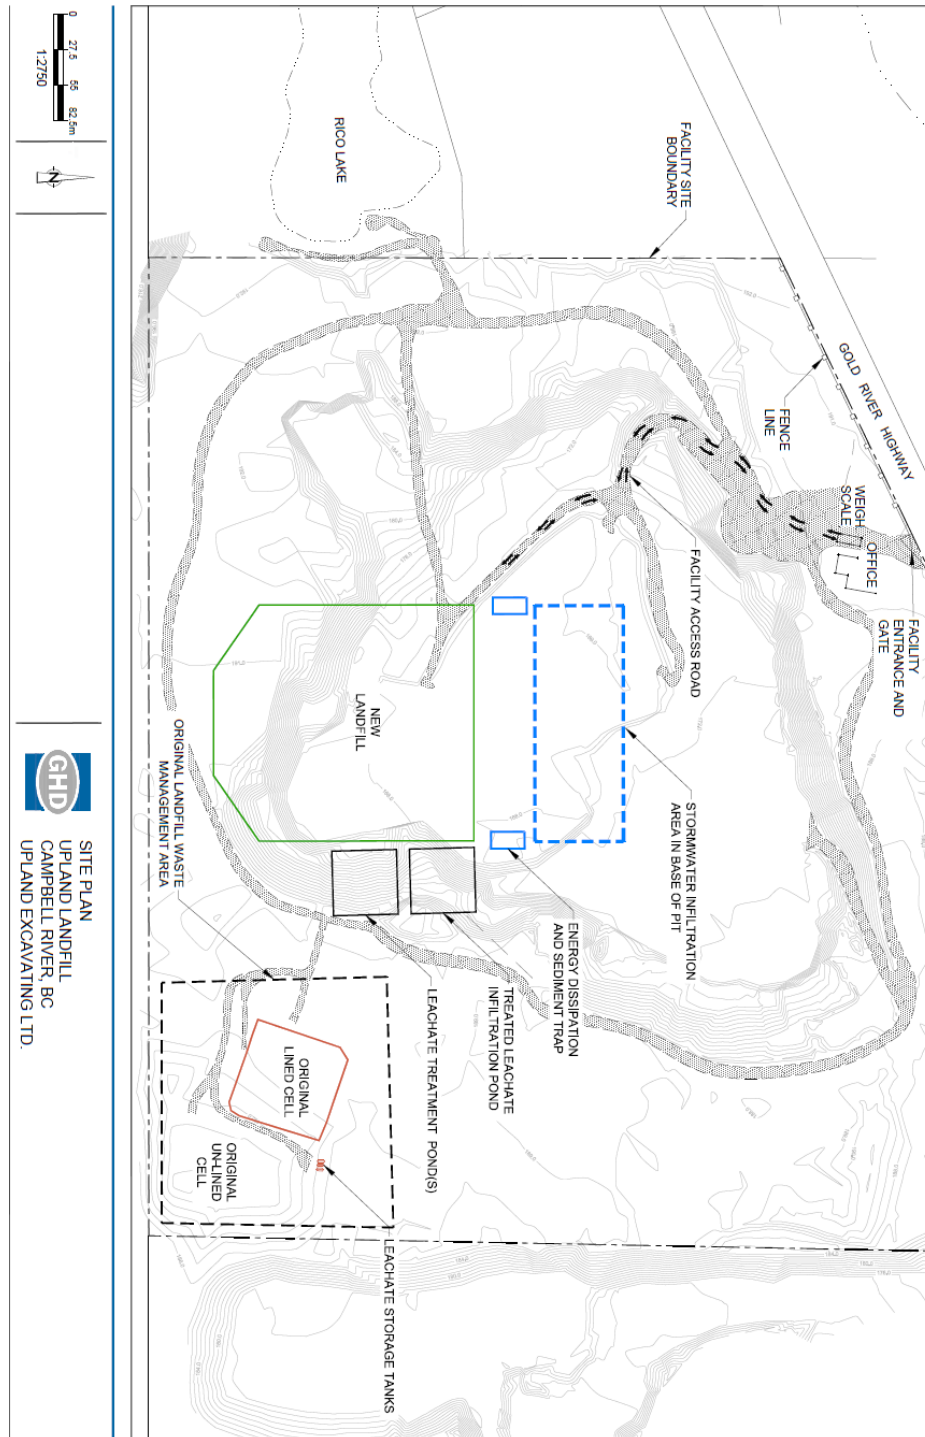 0 27.5 55 82.5m
1:2750
N
GHD
SITE PLAN
UPLAND LANDFILL
CAMPBELL RIVER, BC
UPLAND EXCAVATING LTD.
RICO LAKE
FACILITY SITE
BOUNDARY
GOLD RIVER HIGHWAY
FENCE
LINE
WEIGH
SCALE
OFFICE
FACILITY
ENTRANCE AND
GATE
FACILITY ACCESS ROAD
NEW
LANDFILL
STORMWATER INFILTRATION
AREA IN BASE OF PIT
ORIGINAL LANDFILL WASTE
MANAGEMENT AREA
ENERGY DISSIPATION
AND SEDIMENT TRAP
TREATED LEACHATE
INFILTRATION POND
LEACHATE TREATMENT POND(S)
ORIGINAL
LINED CELL
ORIGINAL
UN-LINED
CELL
LEACHATE STORAGE TANKS